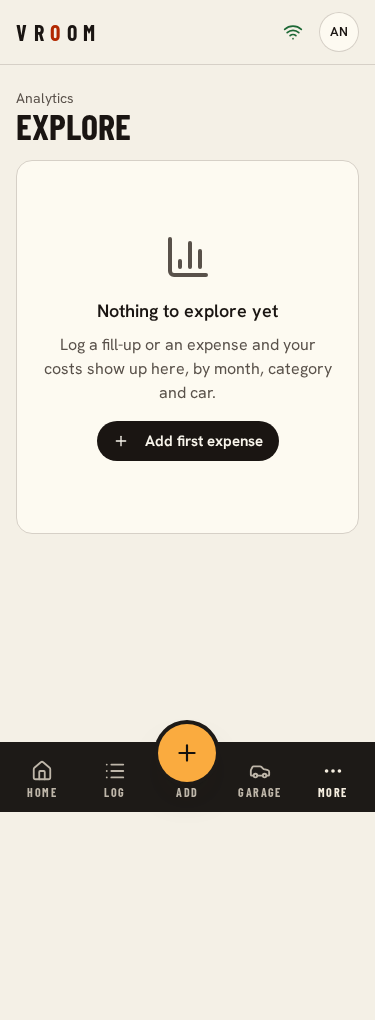 VROOM
AN
Analytics
EXPLORE
Nothing to explore yet
Log a fill-up or an expense and your
costs show up here, by month, category
and car.
Add first expense
HOME
LOG
ADD
GARAGE
MORE